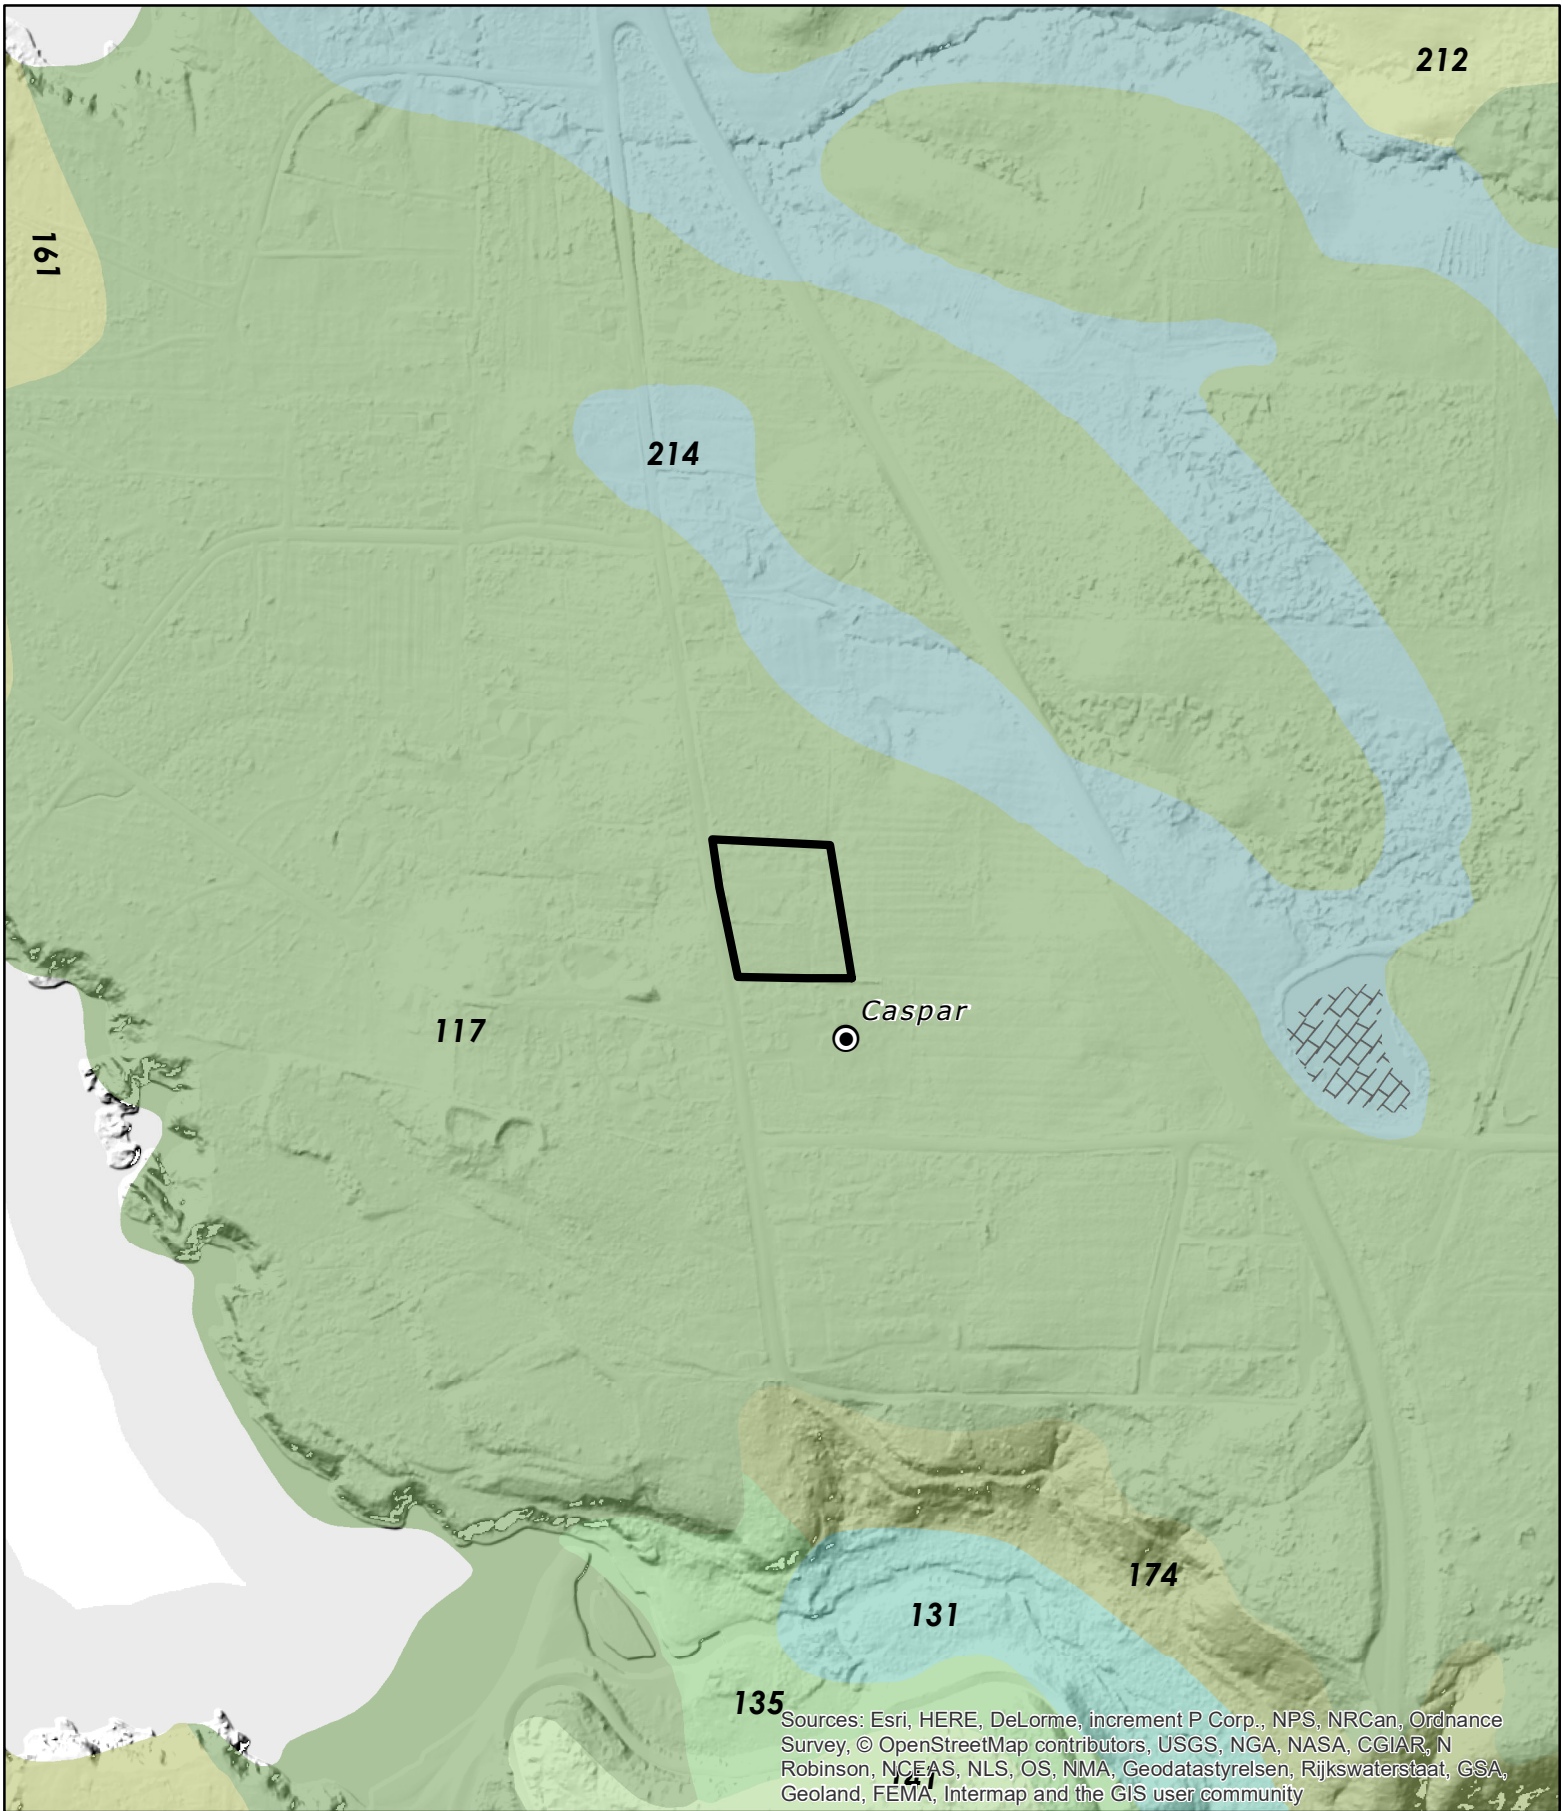 212
161
214
Caspar
117
174
131
135
Sources: Esri, HERE, DeLorme, increment P Corp., NPS, NRCan, Ordnance
Survey, © OpenStreetMap contributors, USGS, NGA, NASA, CGIAR, N
Robinson, NCEAS, NLS, OS, NMA, Geodatastyrelsen, Rijkswaterstaat, GSA,
141
Geoland, FEMA, Intermap and the GIS user community